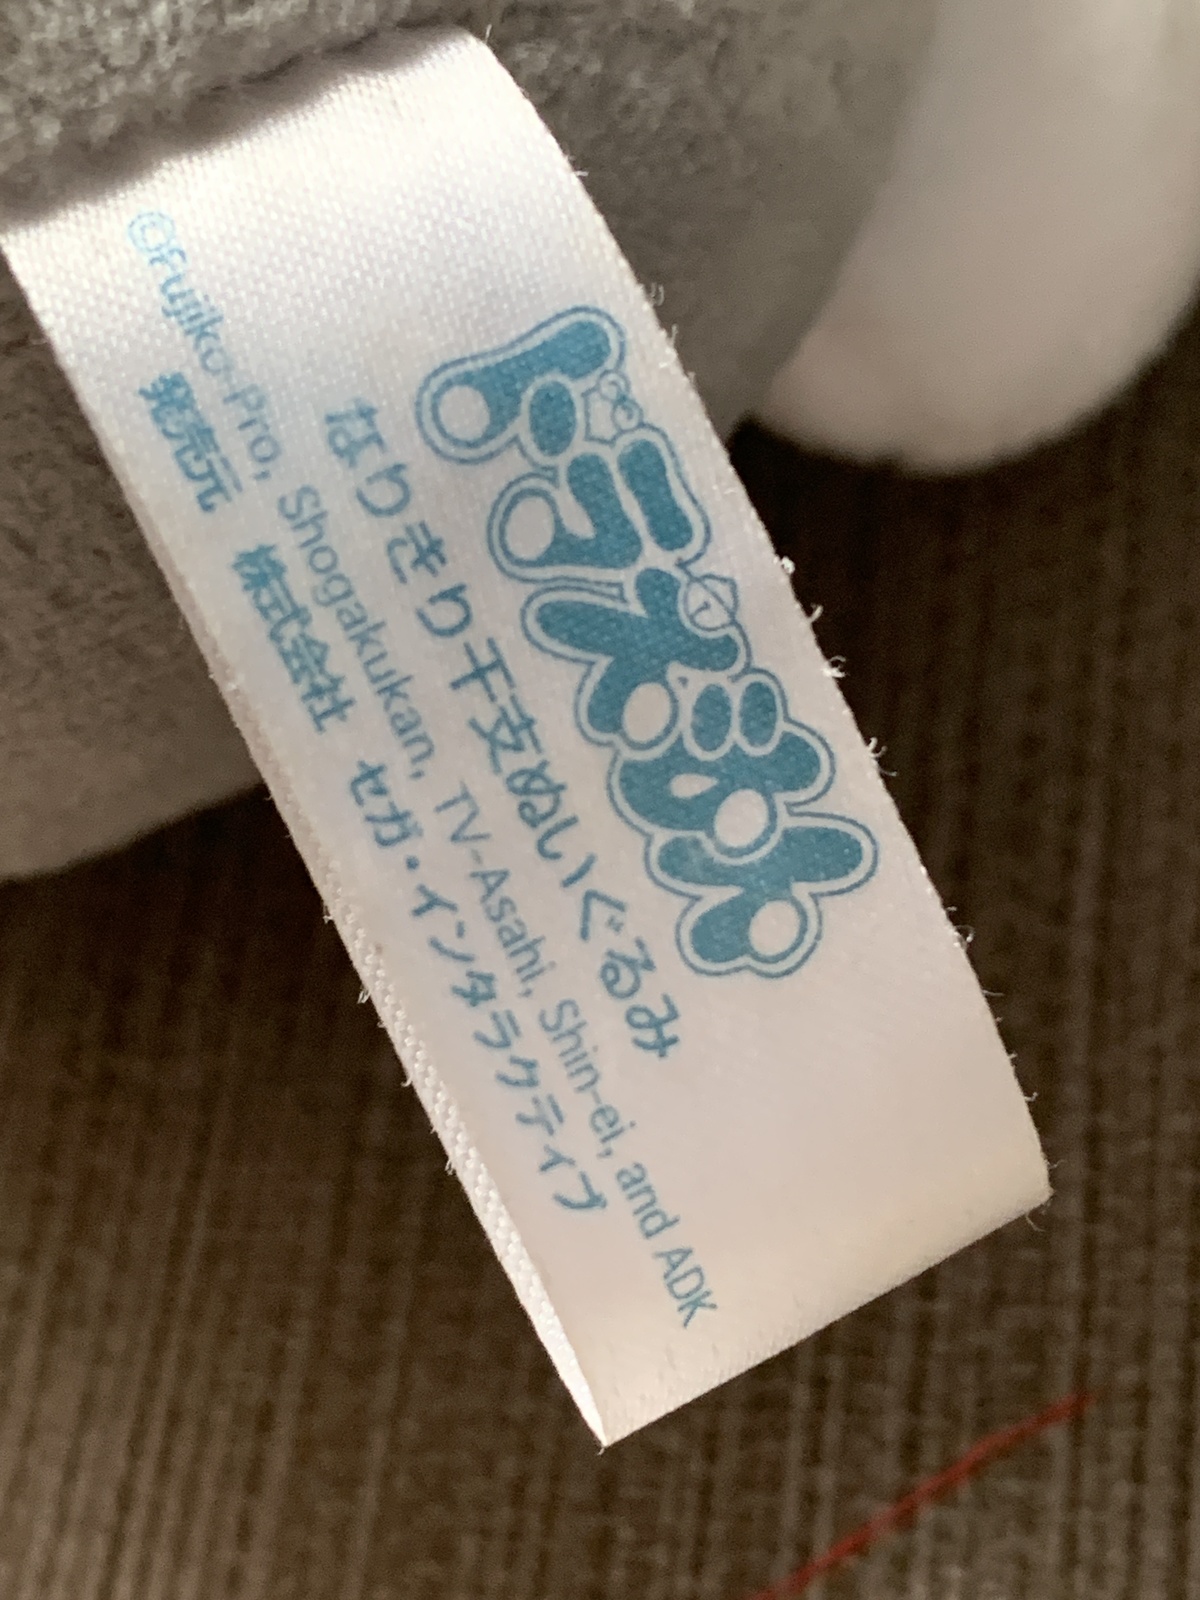 ドラえもん
なりきり干支ぬいぐるみ
©Fujiko-Pro, Shogakukan, TV-Asahi, Shin-ei, and ADK
発売元 株式会社 セガ・インタラクティブ